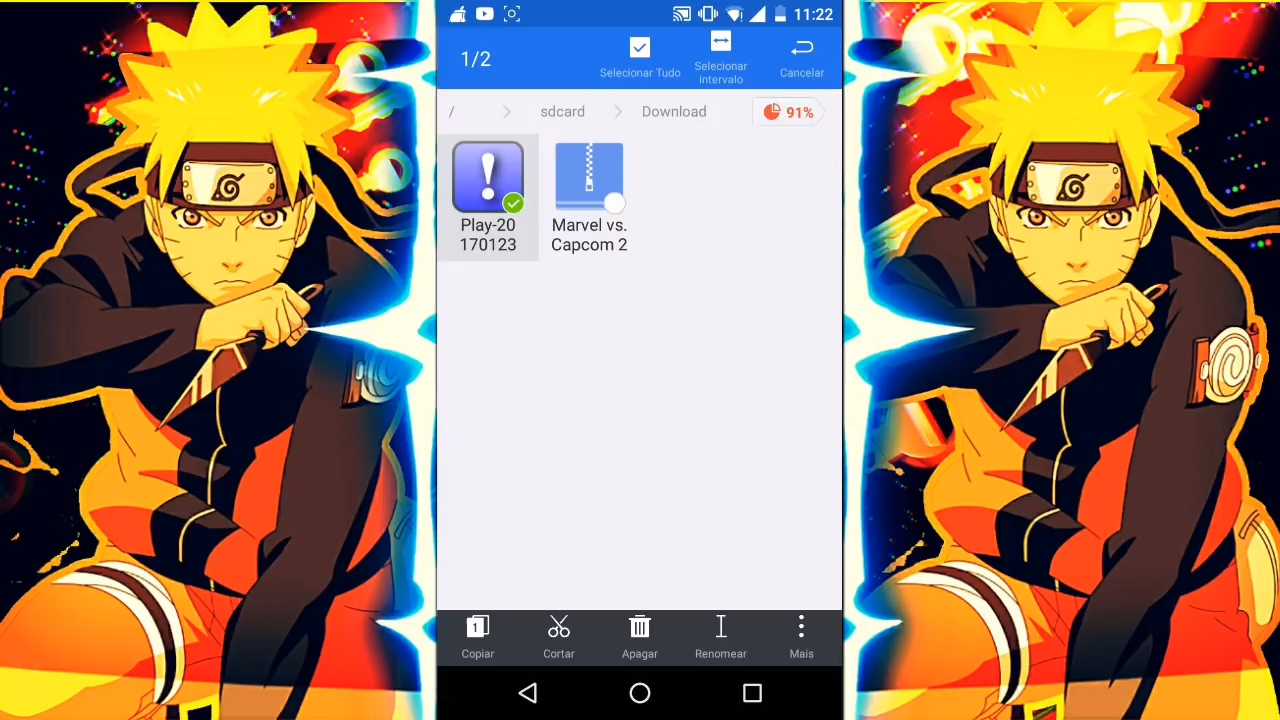 11:22
1/2
Selecionar Tudo
Selecionar
intervalo
Cancelar
/ sdcard Download 91%
Play-20
170123
Marvel vs.
Capcom 2
1
Copiar Cortar Apagar Renomear Mais